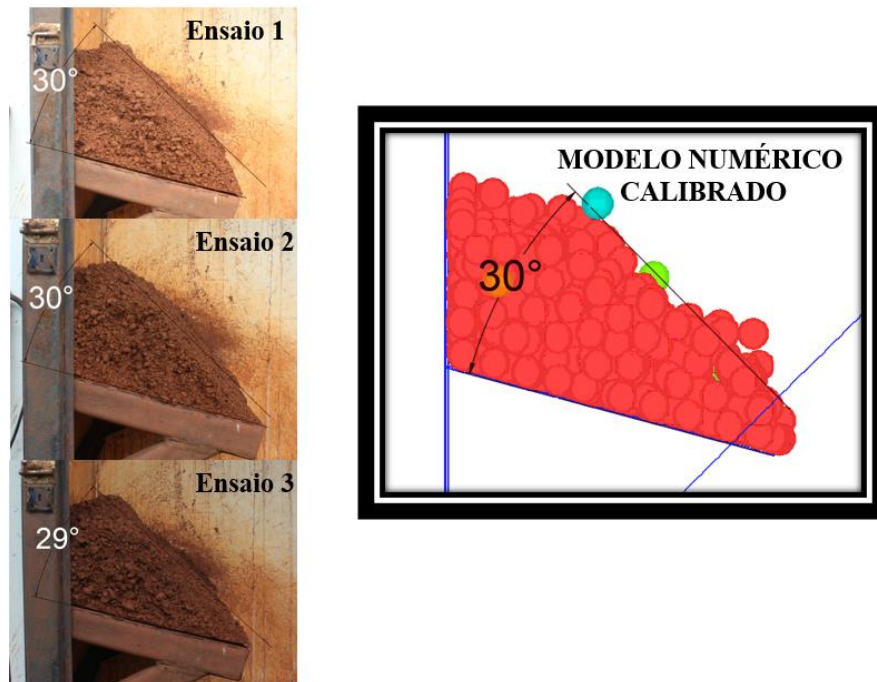 Ensaio 1
30°
Ensaio 2
30°
Ensaio 3
29°
MODELO NUMÉRICO
CALIBRADO
30°